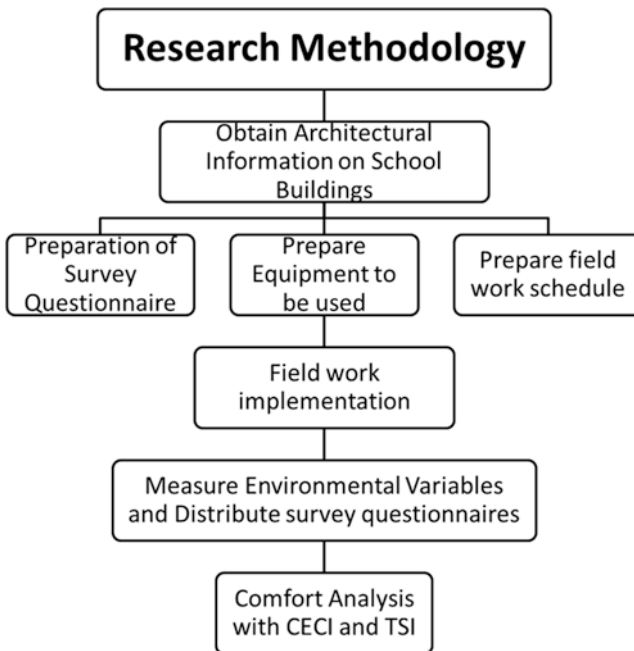 Research Methodology
Obtain Architectural
Information on School
Buildings
Preparation of
Survey
Questionnaire
Prepare
Equipment to
be used
Prepare field
work schedule
Field work
implementation
Measure Environmental Variables
and Distribute survey questionnaires
Comfort Analysis
with CECI and TSI